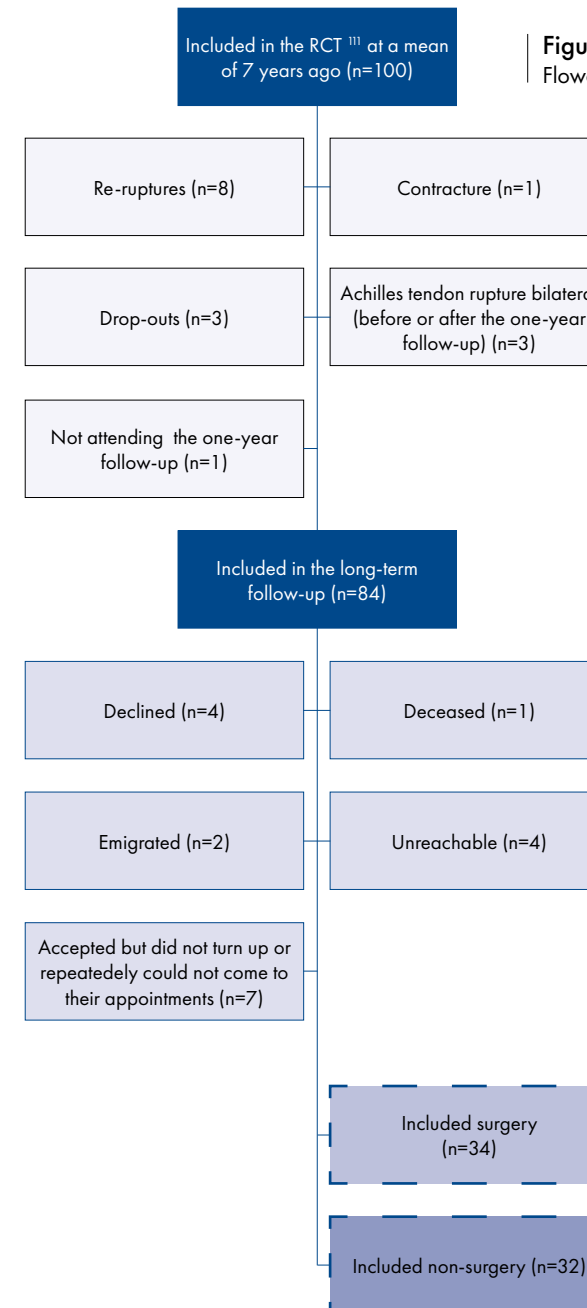 Included in the RCT 111 at a mean
of 7 years ago (n=100)
Re-ruptures (n=8)
Contracture (n=1)
Drop-outs (n=3)
Achilles tendon rupture
(before or after the one-year
follow-up) (n=3)
Not attending the one-year
follow-up (n=1)
Included in the long-term
follow-up (n=84)
Declined (n=4)
Deceased (n=1)
Emigrated (n=2)
Unreachable (n=4)
Accepted but did not turn up or
repeatedely could not come to
their appointments (n=7)
Included surgery
(n=34)
Included non-surgery (n=32)